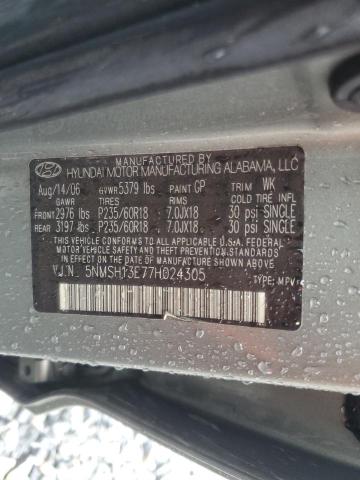 MANUFACTURED BY
HYUNDAI MOTOR MANUFACTURING ALABAMA, LLC
Aug/14/06 GVWR 5379 lbs PAINT CP TRIM WK
GAWR COLD TIRE INFL
FRONT 2976 lbs P235/60R18 7.0JX18 30 psi SINGLE
REAR 3197 lbs P235/60R18 7.0JX18 30 psi SINGLE
THIS VEHICLE CONFORMS TO ALL APPLICABLE U.S.A. FEDERAL
MOTOR VEHICLE SAFETY, BUMPER AND THEFT PREVENTION STANDARDS
IN EFFECT ON THE DATE OF MANUFACTURE SHOWN ABOVE.
V.I.N. 5NMSH13E77H024305 TYPE: MPV